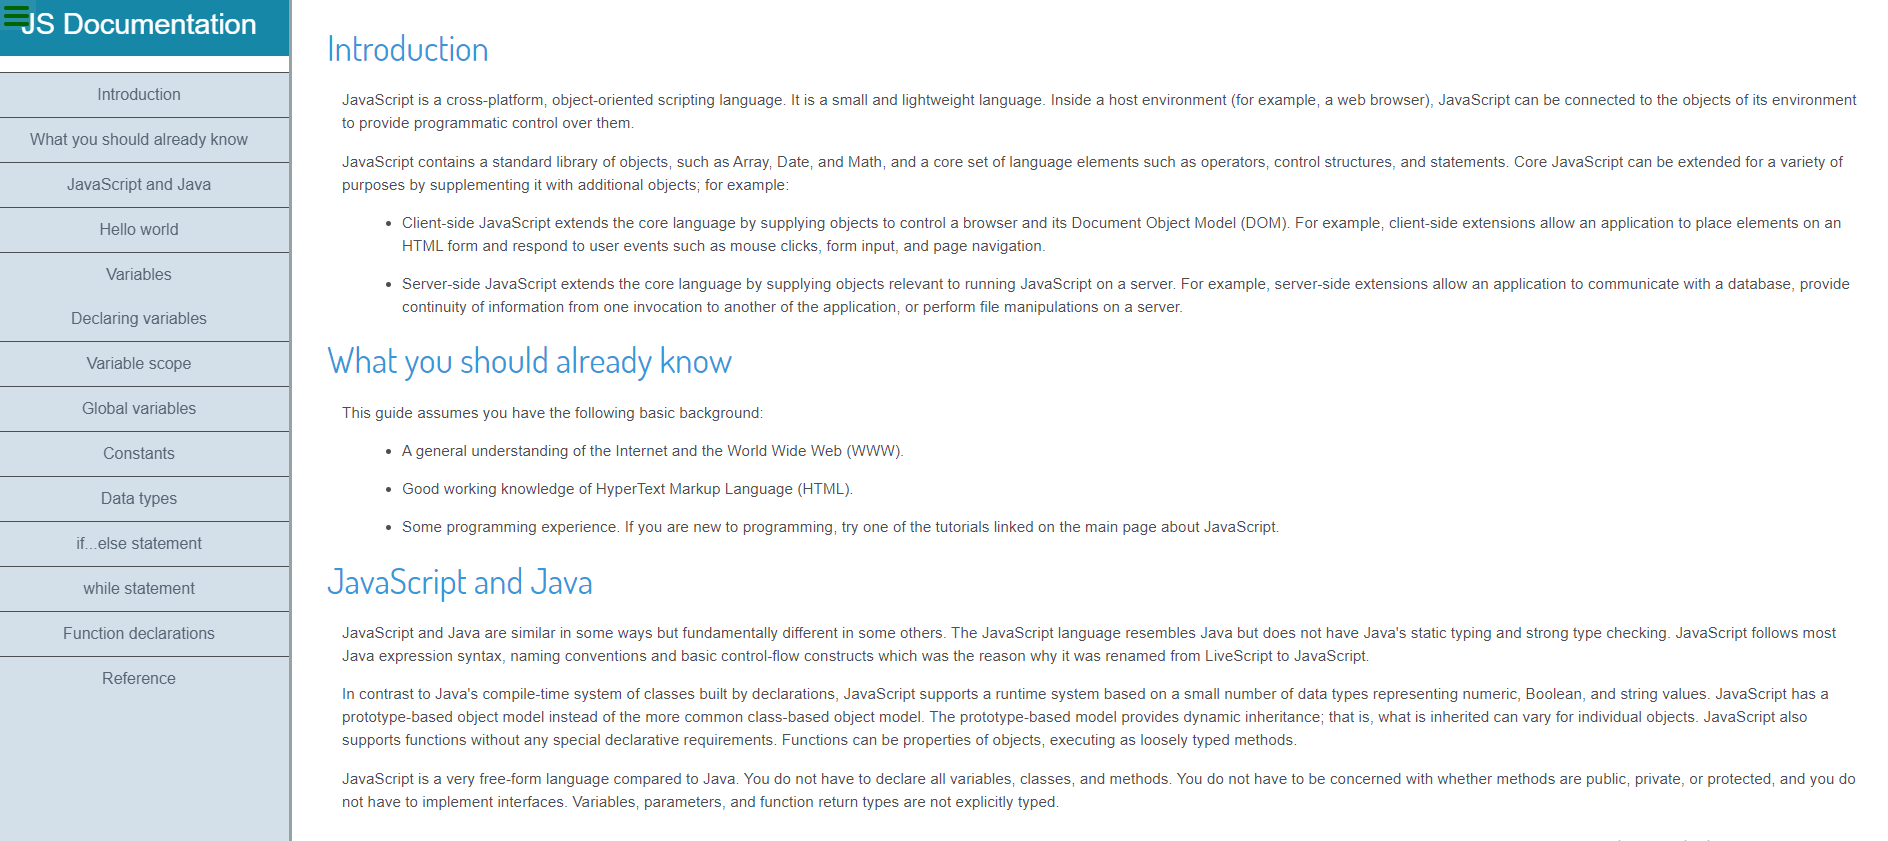 JS Documentation
Introduction
What you should already know
JavaScript and Java
Hello world
Variables
Declaring variables
Variable scope
Global variables
Constants
Data types
if...else statement
while statement
Function declarations
Reference
Introduction
JavaScript is a cross-platform, object-oriented scripting language. It is a small and lightweight language. Inside a host environment (for example, a web browser), JavaScript can be connected to the objects of its environment
to provide programmatic control over them.
JavaScript contains a standard library of objects, such as Array, Date, and Math, and a core set of language elements such as operators, control structures, and statements. Core JavaScript can be extended for a variety of
purposes by supplementing it with additional objects; for example:
• Client-side JavaScript extends the core language by supplying objects to control a browser and its Document Object Model (DOM). For example, client-side extensions allow an application to place elements on an
HTML form and respond to user events such as mouse clicks, form input, and page navigation.
• Server-side JavaScript extends the core language by supplying objects relevant to running JavaScript on a server. For example, server-side extensions allow an application to communicate with a database, provide
continuity of information from one invocation to another of the application, or perform file manipulations on a server.
What you should already know
This guide assumes you have the following basic background:
• A general understanding of the Internet and the World Wide Web (WWW).
• Good working knowledge of HyperText Markup Language (HTML).
• Some programming experience. If you are new to programming, try one of the tutorials linked on the main page about JavaScript.
JavaScript and Java
JavaScript and Java are similar in some ways but fundamentally different in some others. The JavaScript language resembles Java but does not have Java's static typing and strong type checking. JavaScript follows most
Java expression syntax, naming conventions and basic control-flow constructs which was the reason why it was renamed from LiveScript to JavaScript.
In contrast to Java's compile-time system of classes built by declarations, JavaScript supports a runtime system based on a small number of data types representing numeric, Boolean, and string values. JavaScript has a
prototype-based object model instead of the more common class-based object model. The prototype-based model provides dynamic inheritance; that is, what is inherited can vary for individual objects. JavaScript also
supports functions without any special declarative requirements. Functions can be properties of objects, executing as loosely typed methods.
JavaScript is a very free-form language compared to Java. You do not have to declare all variables, classes, and methods. You do not have to be concerned with whether methods are public, private, or protected, and you do
not have to implement interfaces. Variables, parameters, and function return types are not explicitly typed.